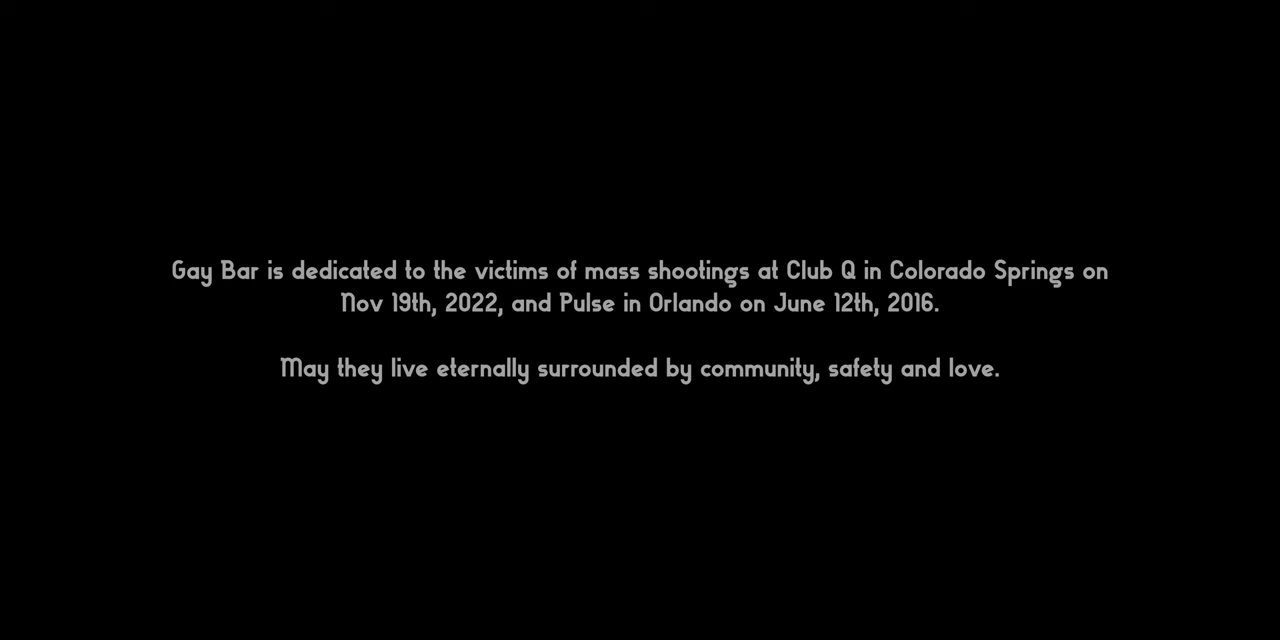 Gay Bar is dedicated to the victims of mass shootings at Club Q in Colorado Springs on
Nov 19th, 2022, and Pulse in Orlando on June 12th, 2016.
May they live eternally surrounded by community, safety and love.